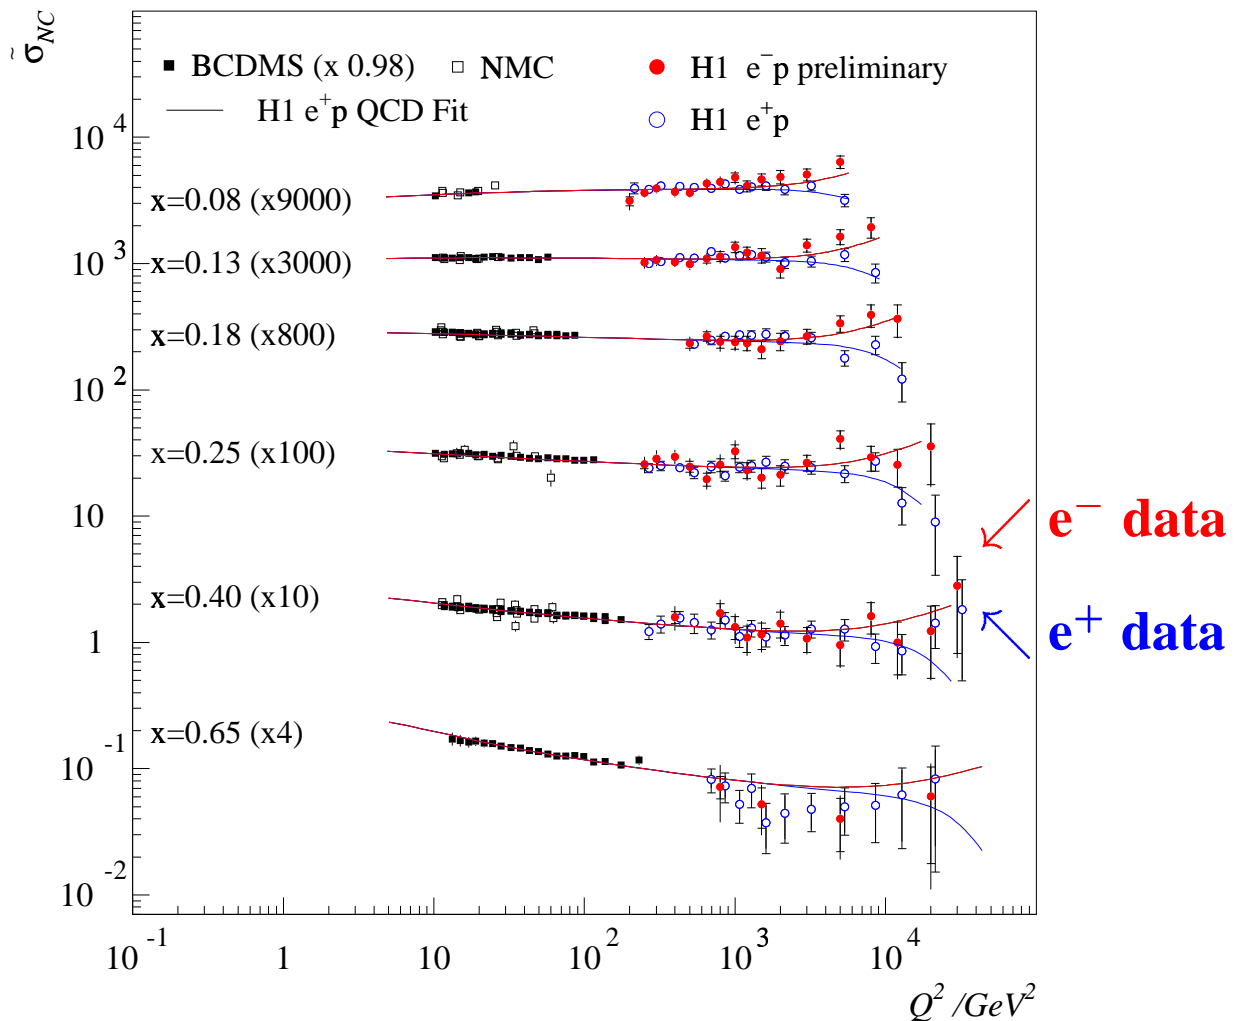 σ̃NC
BCDMS (x 0.98) NMC
H1 e⁺p QCD Fit
H1 e⁻p preliminary
H1 e⁺p
10⁴
x=0.08 (x9000)
10³
x=0.13 (x3000)
x=0.18 (x800)
10²
x=0.25 (x100)
10
e⁻ data
x=0.40 (x10)
1
e⁺ data
x=0.65 (x4)
10⁻¹
10⁻²
10⁻¹ 1 10 10² 10³ 10⁴
Q² /GeV²